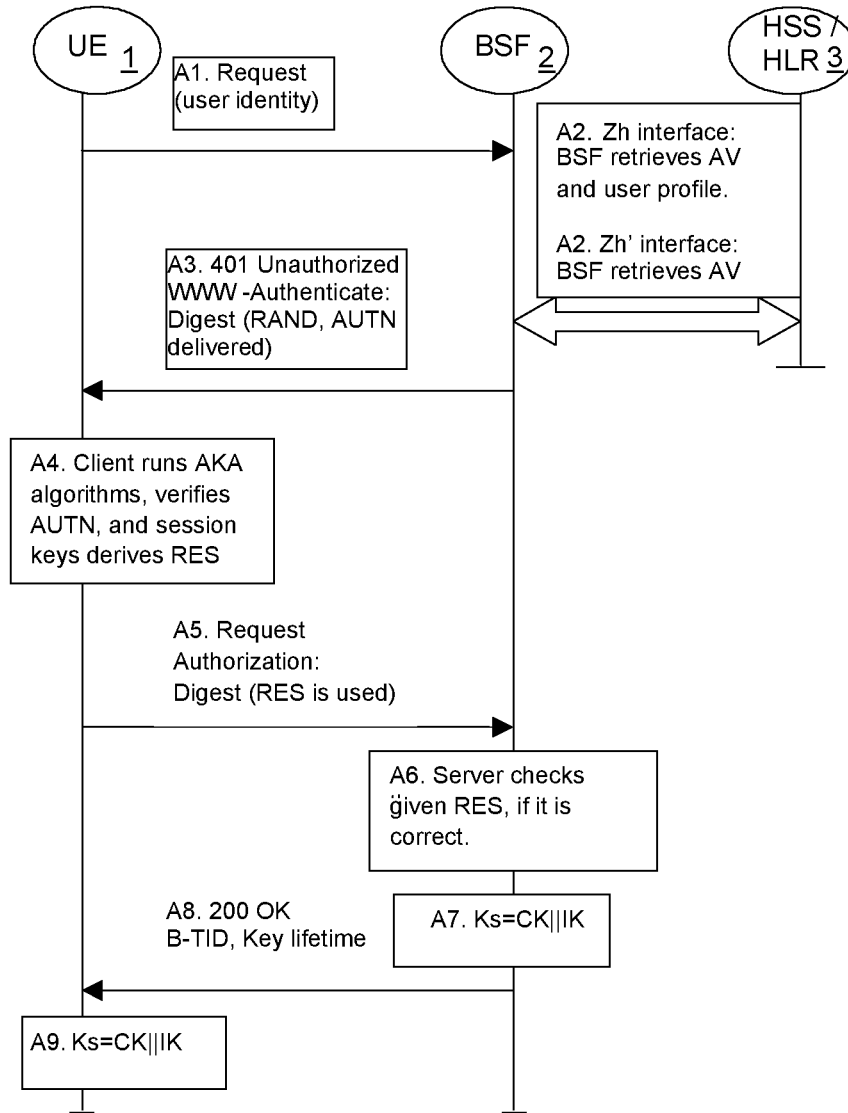 UE 1
BSF 2
HSS /
HLR 3
A1. Request
(user identity)
A2. Zh interface:
BSF retrieves AV
and user profile.
A2. Zh’ interface:
BSF retrieves AV
A3. 401 Unauthorized
WWW -Authenticate:
Digest (RAND, AUTN
delivered)
A4. Client runs AKA
algorithms, verifies
AUTN, and session
keys derives RES
A5. Request
Authorization:
Digest (RES is used)
A6. Server checks
given RES, if it is
correct.
A7. Ks=CK||IK
A8. 200 OK
B-TID, Key lifetime
A9. Ks=CK||IK